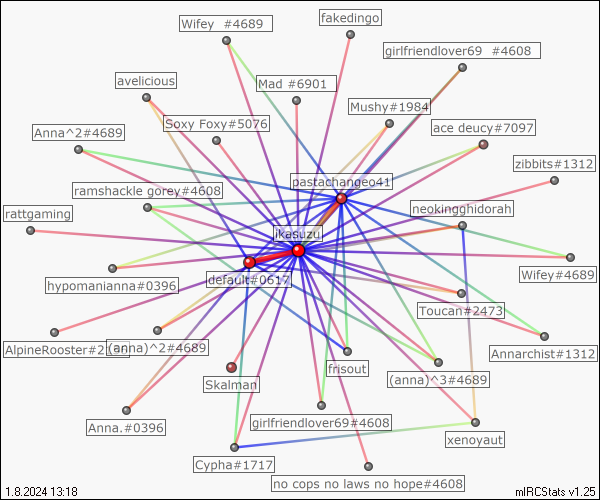 fakedingo
Wifey  #4689
girlfriendlover69  #4608
avelicious
Mad #6901
Mushy#1984
Soxy Foxy#5076
ace deucy#7097
Anna^2#4689
zibbits#1312
pastachangeo41
ramshackle gorey#4608
rattgaming
neokingghidorah
ikasuzu
default#0617
Wifey#4689
hypomanianna#0396
Toucan#2473
AlpineRooster#2
(anna)^2#4689
Annarchist#1312
frisout
Skalman
(anna)^3#4689
Anna.#0396
girlfriendlover69#4608
xenoyaut
Cypha#1717
no cops no laws no hope#4608
1.8.2024 13:18
mIRCStats v1.25